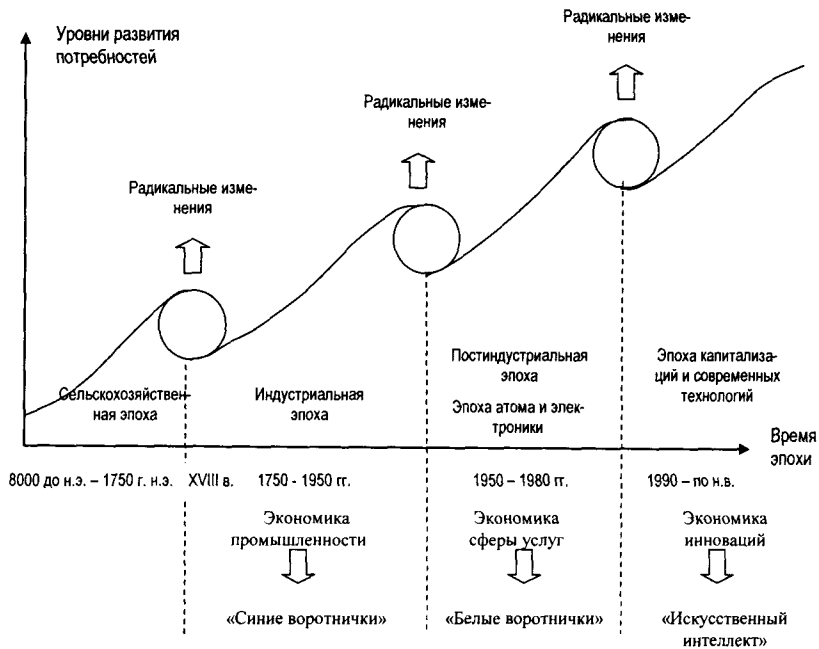 Уровни развития
потребностей
Радикальные изме-
нения
Радикальные изме-
нения
Радикальные изме-
нения
Сельскохозяйствен-
ная эпоха
Индустриальная
эпоха
Постиндустриальная
эпоха
Эпоха атома и элек-
троники
Эпоха капитализа-
ций и современных
технологий
Время
эпохи
8000 до н.э. – 1750 г. н.э.
XVIII в.
1750 - 1950 гг.
1950 – 1980 гг.
1990 – по н.в.
Экономика
промышленности
Экономика
сферы услуг
Экономика
инноваций
«Синие воротнички»
«Белые воротнички»
«Искусственный
интеллект»